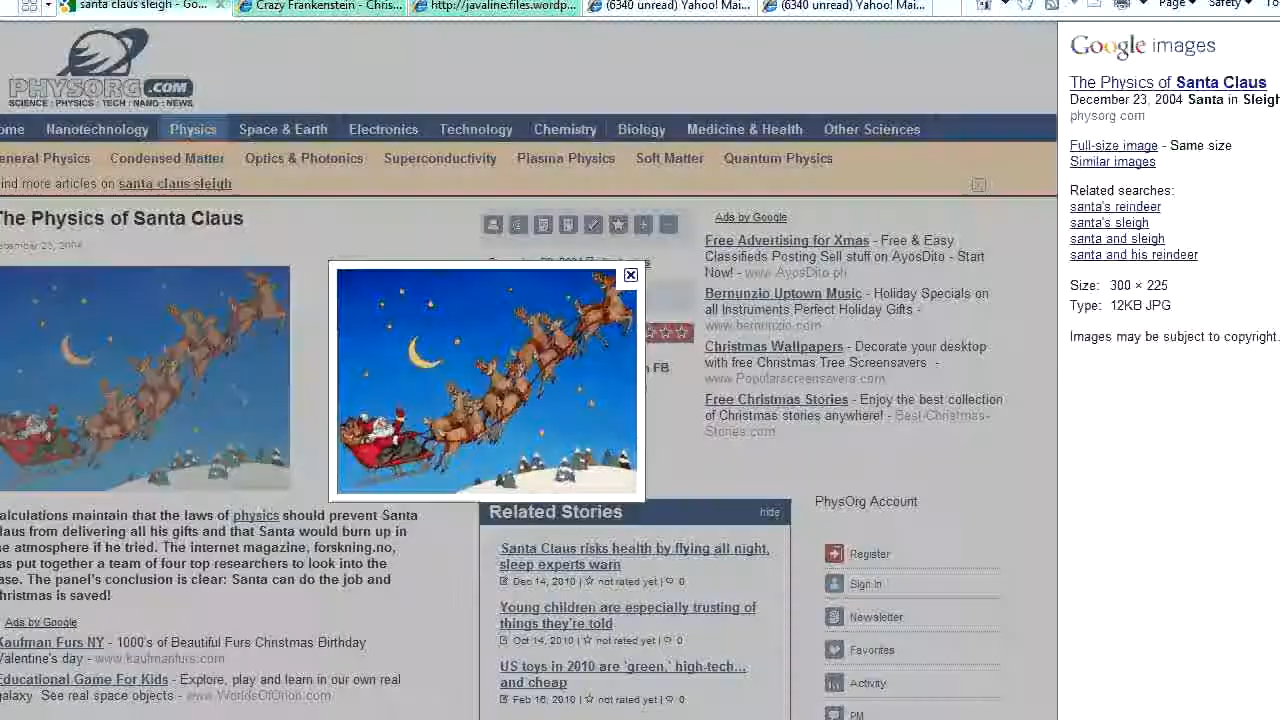 santa claus sleigh - Go...
Crazy Frankenstein - Chris...
http://javaline.files.wordp...
(6340 unread) Yahoo! Mai...
(6340 unread) Yahoo! Mai...
Page
Safety
To
PHYSORG.COM
SCIENCE : PHYSICS : TECH : NANO : NEWS
ome
Nanotechnology
Physics
Space & Earth
Electronics
Technology
Chemistry
Biology
Medicine & Health
Other Sciences
eneral Physics
Condensed Matter
Optics & Photonics
Superconductivity
Plasma Physics
Soft Matter
Quantum Physics
ind more articles on santa claus sleigh
The Physics of Santa Claus
ecember 23, 2004
alculations maintain that the laws of physics should prevent Santa
laus from delivering all his gifts and that Santa would burn up in
e atmosphere if he tried. The internet magazine, forskning.no,
as put together a team of four top researchers to look into the
ase. The panel's conclusion is clear: Santa can do the job and
hristmas is saved!
Ads by Google
Kaufman Furs NY - 1000's of Beautiful Furs Christmas Birthday
Valentine's day - www.kaufmanfurs.com
Educational Game For Kids - Explore, play and learn in our own real
galaxy. See real space objects - www.WorldsOfOrion.com
n FB
Ads by Google
Free Advertising for Xmas - Free & Easy
Classifieds Posting Sell stuff on AyosDito - Start
Now! - www.AyosDito.ph
Bernunzio Uptown Music - Holiday Specials on
all Instruments Perfect Holiday Gifts -
www.bernunzio.com
Christmas Wallpapers - Decorate your desktop
with free Christmas Tree Screensavers -
www.Popularscreensavers.com
Free Christmas Stories - Enjoy the best collection
of Christmas stories anywhere! - Best-Christmas-
Stories.com
Related Stories
hide
Santa Claus risks health by flying all night,
sleep experts warn
Dec 14, 2010 | not rated yet | 0
Young children are especially trusting of
things they're told
Oct 14, 2010 | not rated yet | 0
US toys in 2010 are 'green,' high-tech...
and cheap
Feb 16, 2010 | not rated yet | 0
PhysOrg Account
Register
Sign in
Newsletter
Favorites
Activity
PM
Google images
The Physics of Santa Claus
December 23, 2004 Santa in Sleigh
physorg.com
Full-size image - Same size
Similar images
Related searches:
santa's reindeer
santa's sleigh
santa and sleigh
santa and his reindeer
Size: 300 × 225
Type: 12KB JPG
Images may be subject to copyright.